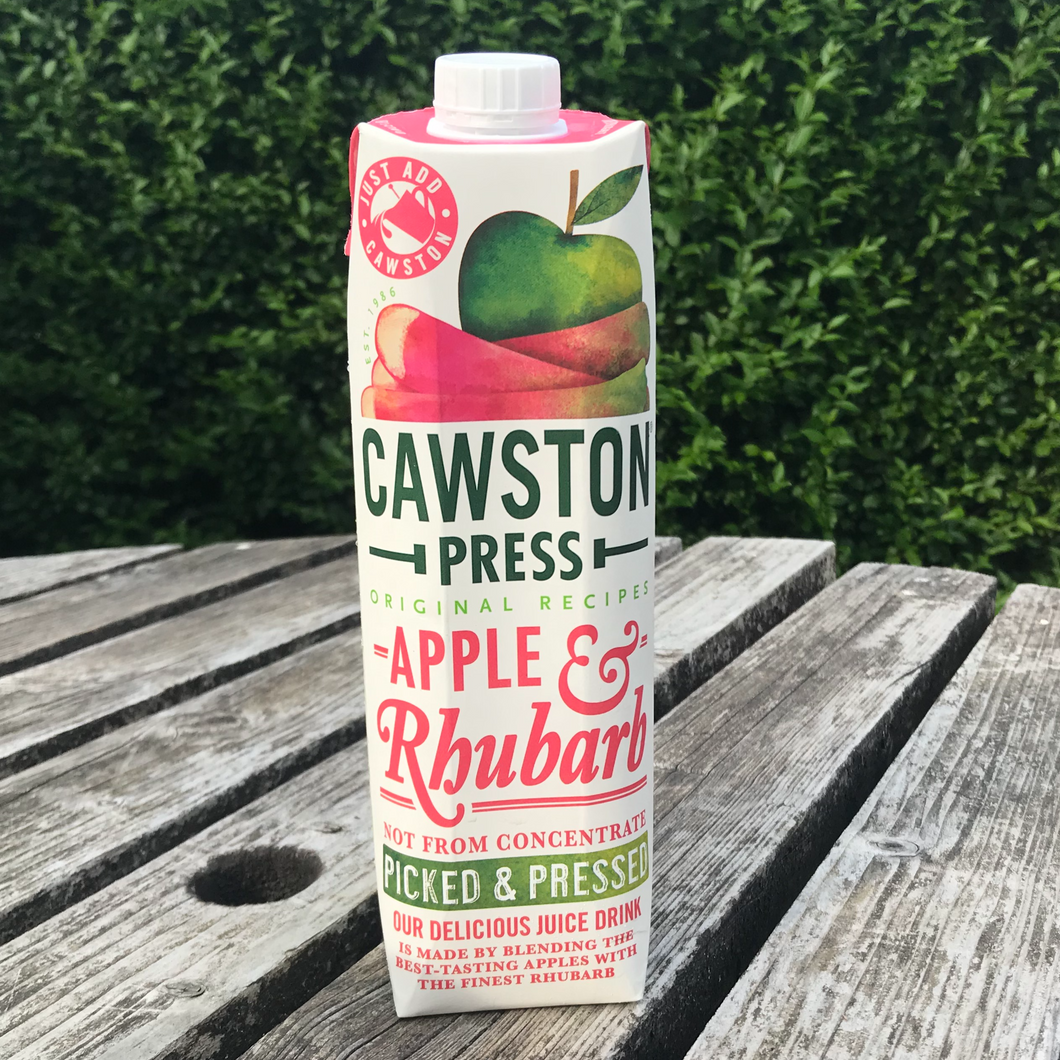 JUST ADD
CAWSTON
EST. 1986
CAWSTON
PRESS
ORIGINAL RECIPES
APPLE &
Rhubarb
NOT FROM CONCENTRATE
PICKED & PRESSED
OUR DELICIOUS JUICE DRINK
IS MADE BY BLENDING THE
BEST-TASTING APPLES WITH
THE FINEST RHUBARB